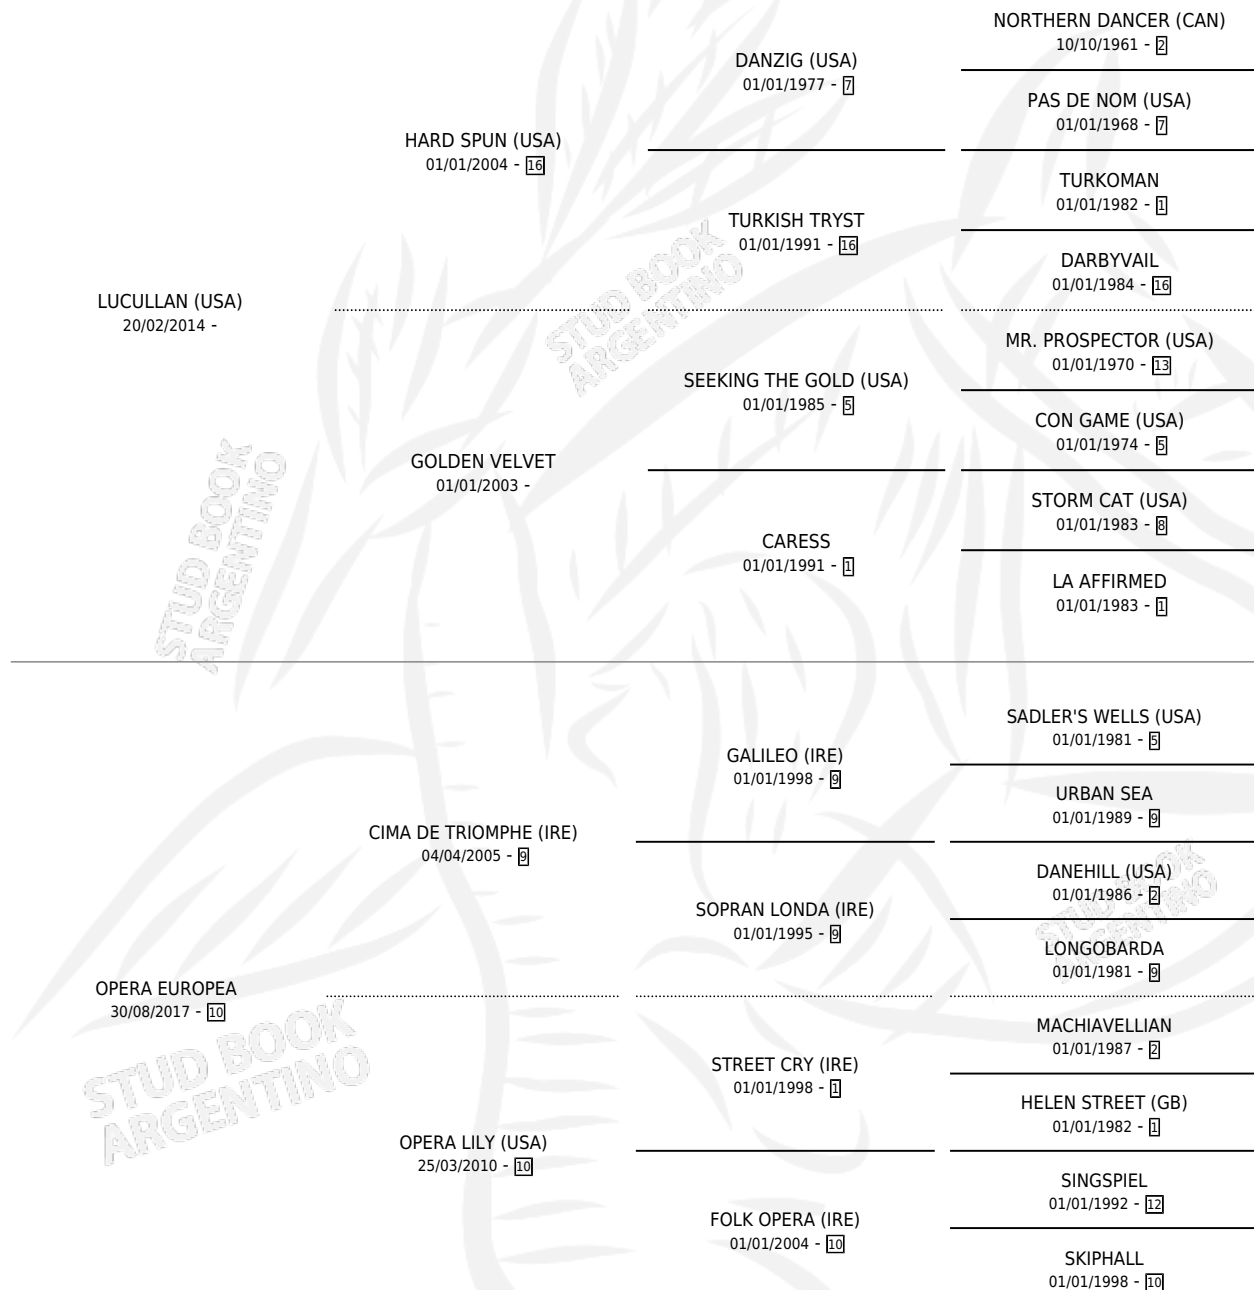 NORTHERN DANCER (CAN)
10/10/1961 - 2
DANZIG (USA)
01/01/1977 - 7
PAS DE NOM (USA)
01/01/1968 - 7
HARD SPUN (USA)
01/01/2004 - 16
TURKOMAN
01/01/1982 - 1
TURKISH TRYST
01/01/1991 - 16
DARBYVAIL
01/01/1984 - 16
LUCULLAN (USA)
20/02/2014 -
STUD BOOK
ARGENTINO
MR. PROSPECTOR (USA)
01/01/1970 - 13
SEEKING THE GOLD (USA)
01/01/1985 - 5
CON GAME (USA)
01/01/1974 - 5
GOLDEN VELVET
01/01/2003 -
STORM CAT (USA)
01/01/1983 - 8
CARESS
01/01/1991 - 1
LA AFFIRMED
01/01/1983 - 1
STUD BOOK
ARGENTINO
SADLER'S WELLS (USA)
01/01/1981 - 5
GALILEO (IRE)
01/01/1998 - 9
URBAN SEA
01/01/1989 - 9
CIMA DE TRIOMPHE (IRE)
04/04/2005 - 9
DANEHILL (USA)
01/01/1986 - 2
STUD BOOK
ARGENTINO
SOPRAN LONDA (IRE)
01/01/1995 - 9
LONGOBARDA
01/01/1981 - 9
OPERA EUROPEA
30/08/2017 - 10
MACHIAVELLIAN
01/01/1987 - 2
STREET CRY (IRE)
01/01/1998 - 1
HELEN STREET (GB)
01/01/1982 - 1
STUD BOOK
ARGENTINO
OPERA LILY (USA)
25/03/2010 - 10
SINGSPIEL
01/01/1992 - 12
FOLK OPERA (IRE)
01/01/2004 - 10
SKIPHALL
01/01/1998 - 10